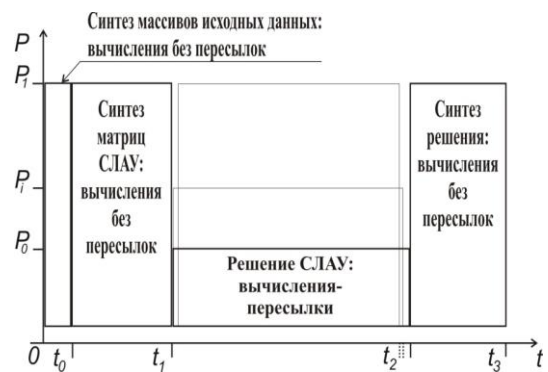 Синтез массивов исходных данных:
вычисления без пересылок
P
P1
Pi
P0
Синтез
матриц
СЛАУ:
вычисления
без
пересылок
Решение СЛАУ:
вычисления-
пересылки
Синтез
решения:
вычисления
без
пересылок
0 t0 t1 t2 t3 t